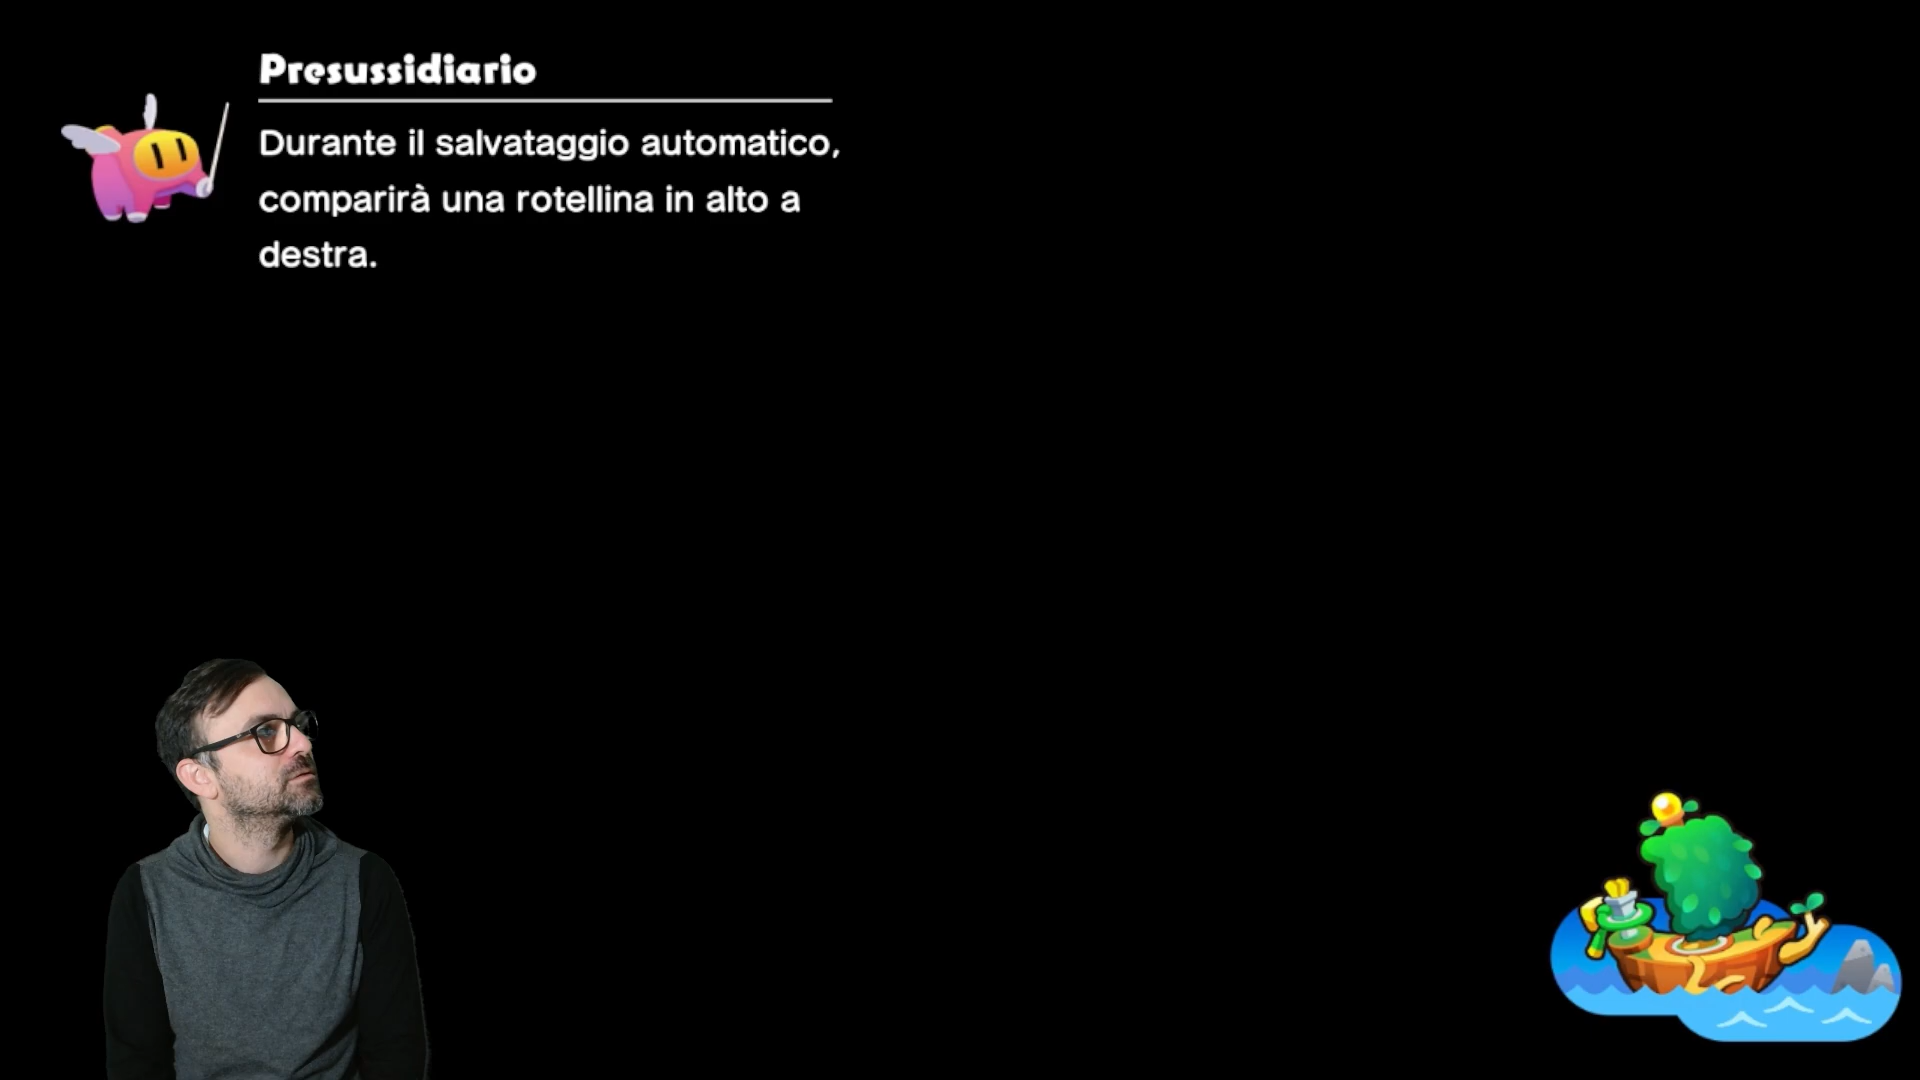 Presussidiario
Durante il salvataggio automatico,
comparirà una rotellina in alto a
destra.